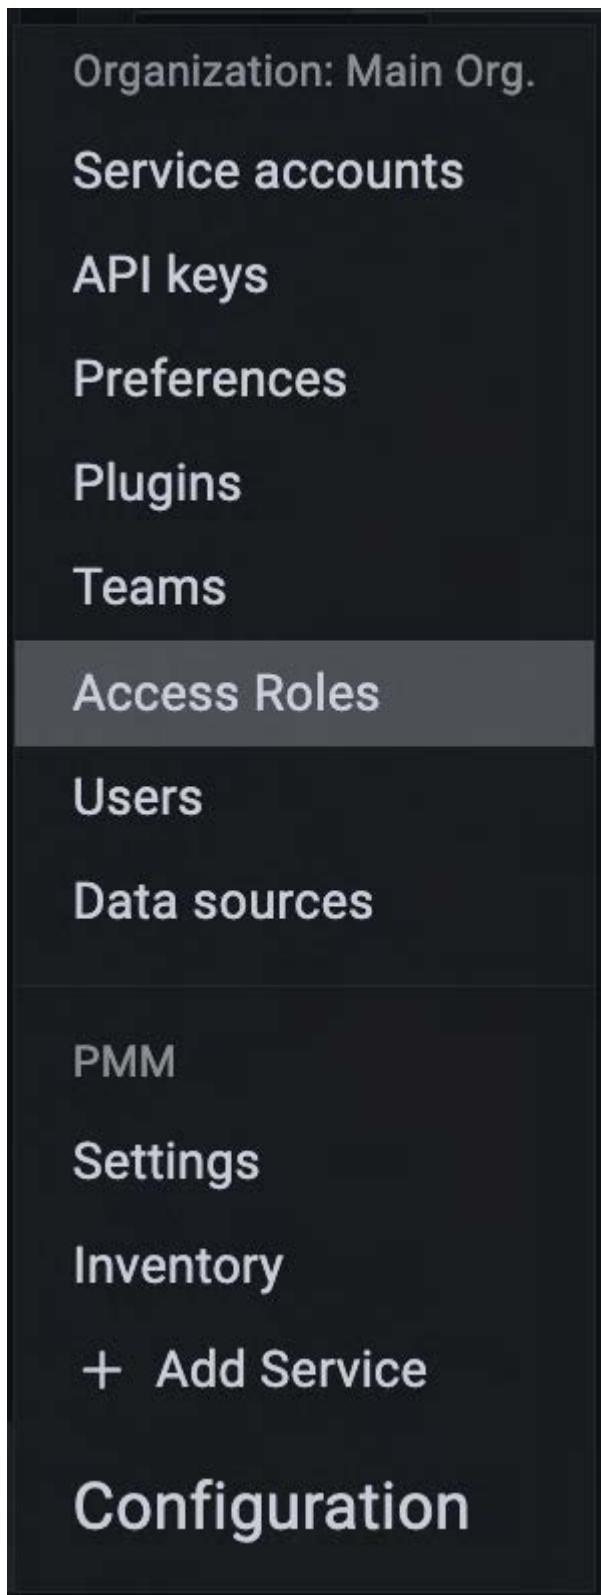 Organization: Main Org.
Service accounts
API keys
Preferences
Plugins
Teams
Access Roles
Users
Data sources
PMM
Settings
Inventory
+ Add Service
Configuration